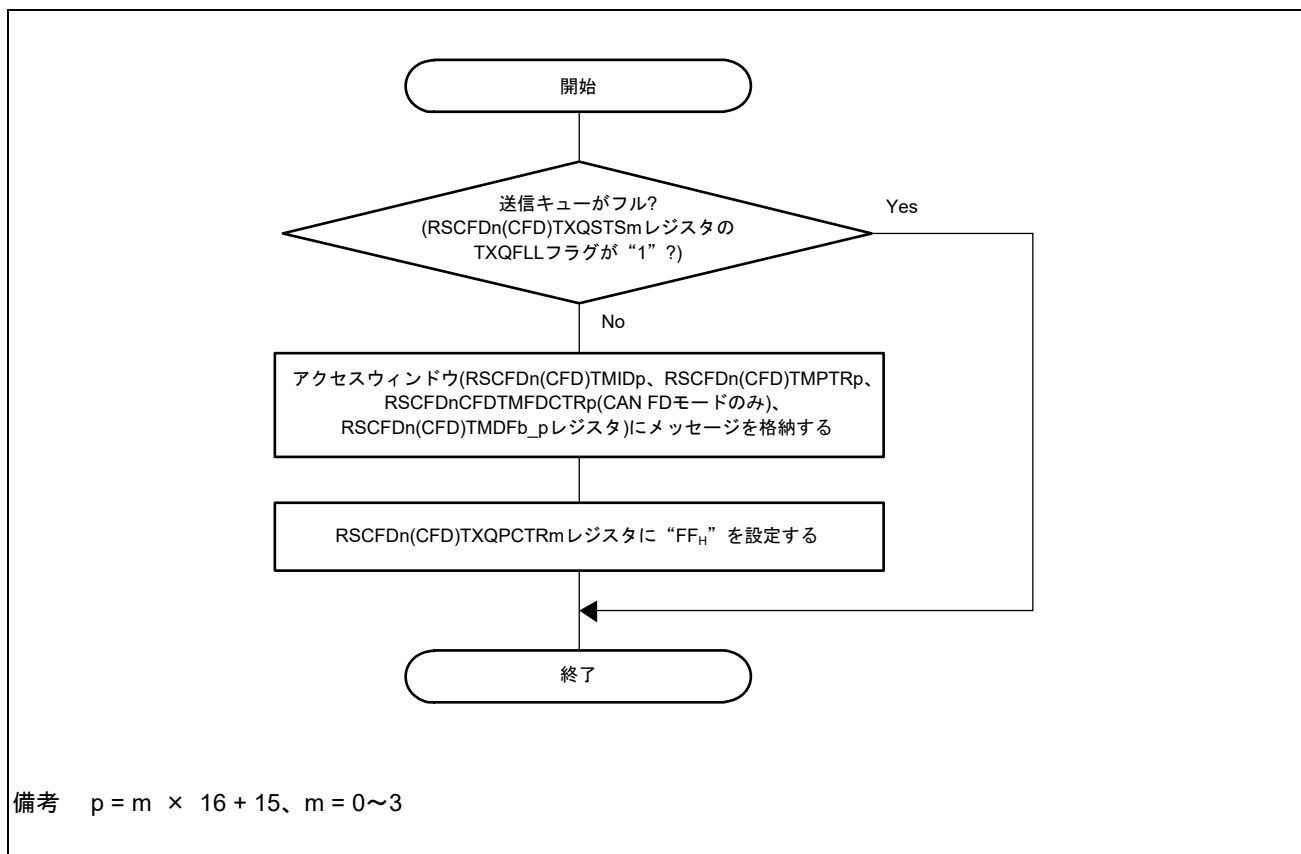 開始
送信キューがフル?
(RSCFDn(CFD)TXQSTSmレジスタの
TXQFLLフラグが“1”?)
Yes
No
アクセスウィンドウ(RSCFDn(CFD)TMIDp、RSCFDn(CFD)TMPTRp、
RSCFDnCFDTMFDCTRp(CAN FDモードのみ)、
RSCFDn(CFD)TMDFb_pレジスタ)にメッセージを格納する
RSCFDn(CFD)TXQPCTRmレジスタに“FFH”を設定する
終了
備考 p = m × 16 + 15、m = 0～3